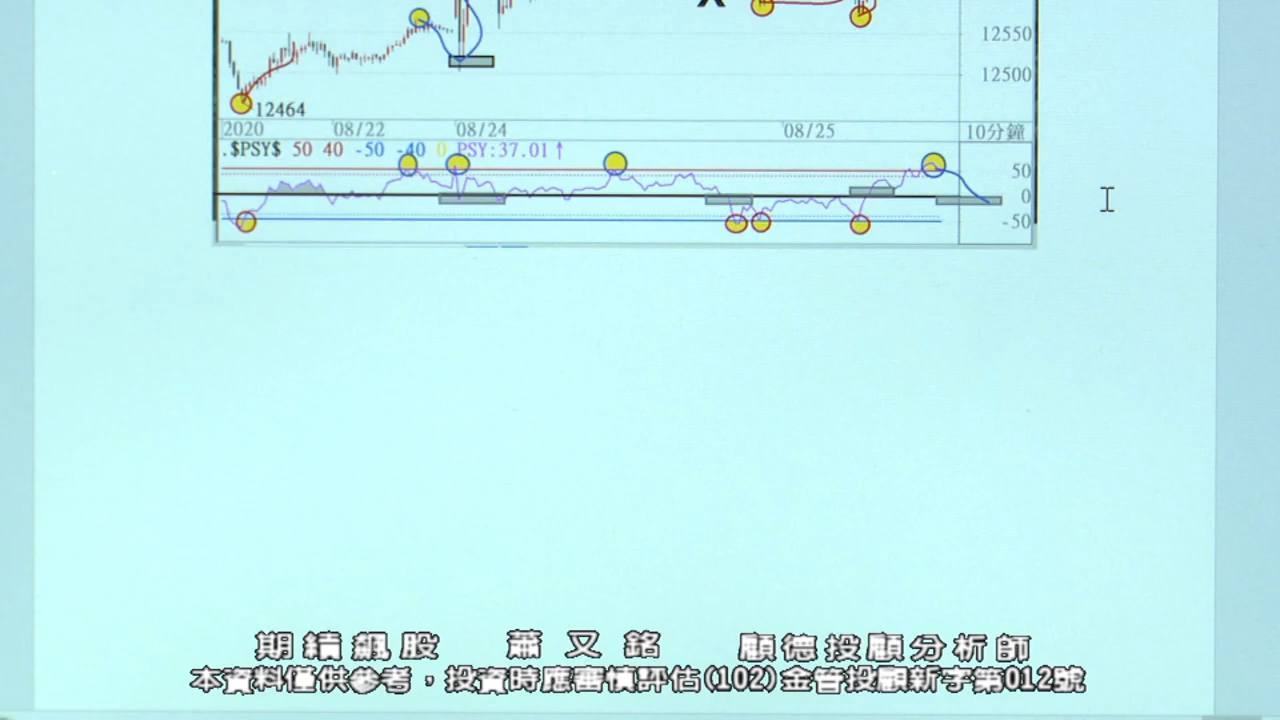 12550
12500
12464
2020 08/22 08/24 08/25 10分鐘
.$PSY$ 50 40 -50 -40 0 PSY:37.01↑
50
0
-50
期績飆股 蕭又銘 顧德投顧分析師
本資料僅供參考，投資時應審慎評估(102)金管投顧新字第012號